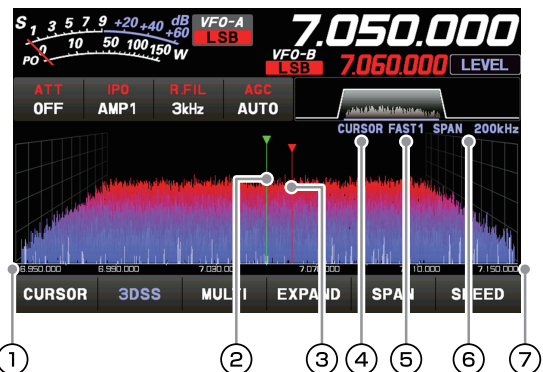 S 1 3 5 7 9 +20 +40 +60 dB
PO 0 10 50 100 150 W
VFO-A
LSB
7.050.000
VFO-B
LSB
7.060.000
LEVEL
ATT IPO R.FIL AGC
OFF AMP1 3kHz AUTO
CURSOR FAST1 SPAN 200kHz
6.950.000 6.990.000 7.030.000 7.070.000 7.110.000 7.150.000
CURSOR 3DSS MULTI EXPAND SPAN SPEED
1 2 3 4 5 6 7